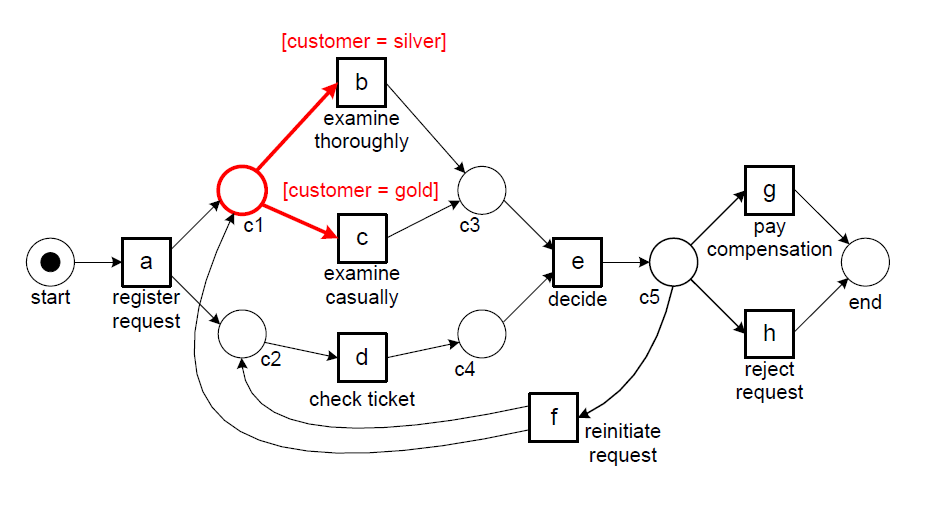 [customer = silver]
b
examine
thoroughly
[customer = gold]
c1
c
examine
casually
c3
start
a
register
request
c2
d
check ticket
c4
e
decide
c5
f
reinitiate
request
g
pay
compensation
h
reject
request
end